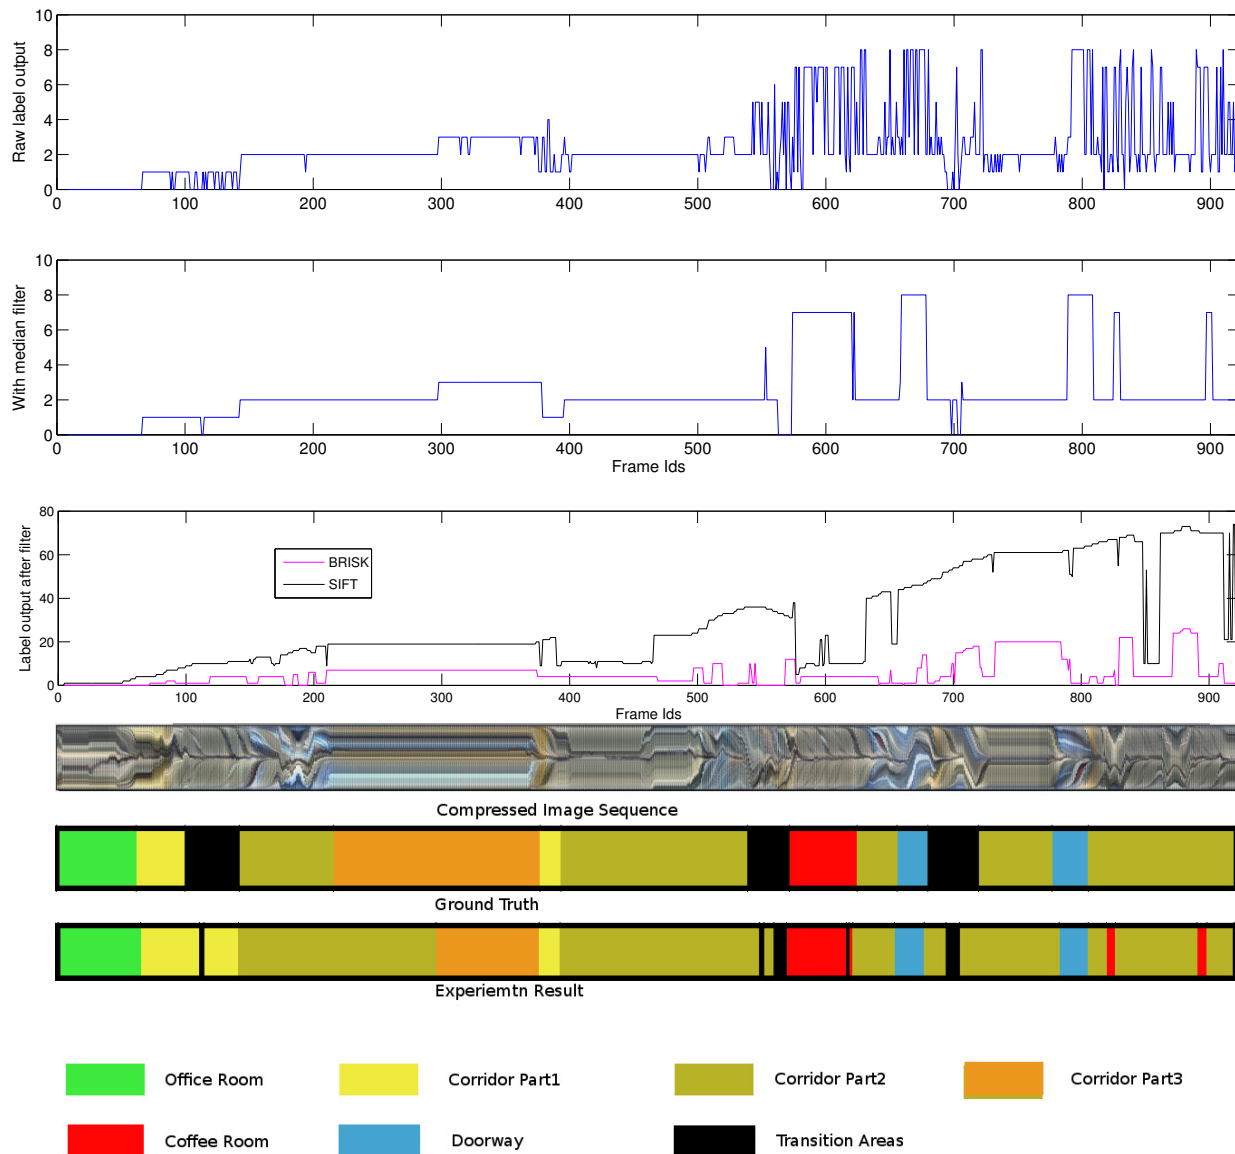 Raw label output
10
8
6
4
2
0
0 100 200 300 400 500 600 700 800 900
With median filter
10
8
6
4
2
0
0 100 200 300 400 500 600 700 800 900
Frame Ids
Label output after filter
80
60
40
20
0
BRISK
SIFT
0 100 200 300 400 500 600 700 800 900
Frame Ids
Compressed Image Sequence
Ground Truth
Experiemtn Result
Office Room
Corridor Part1
Corridor Part2
Corridor Part3
Coffee Room
Doorway
Transition Areas